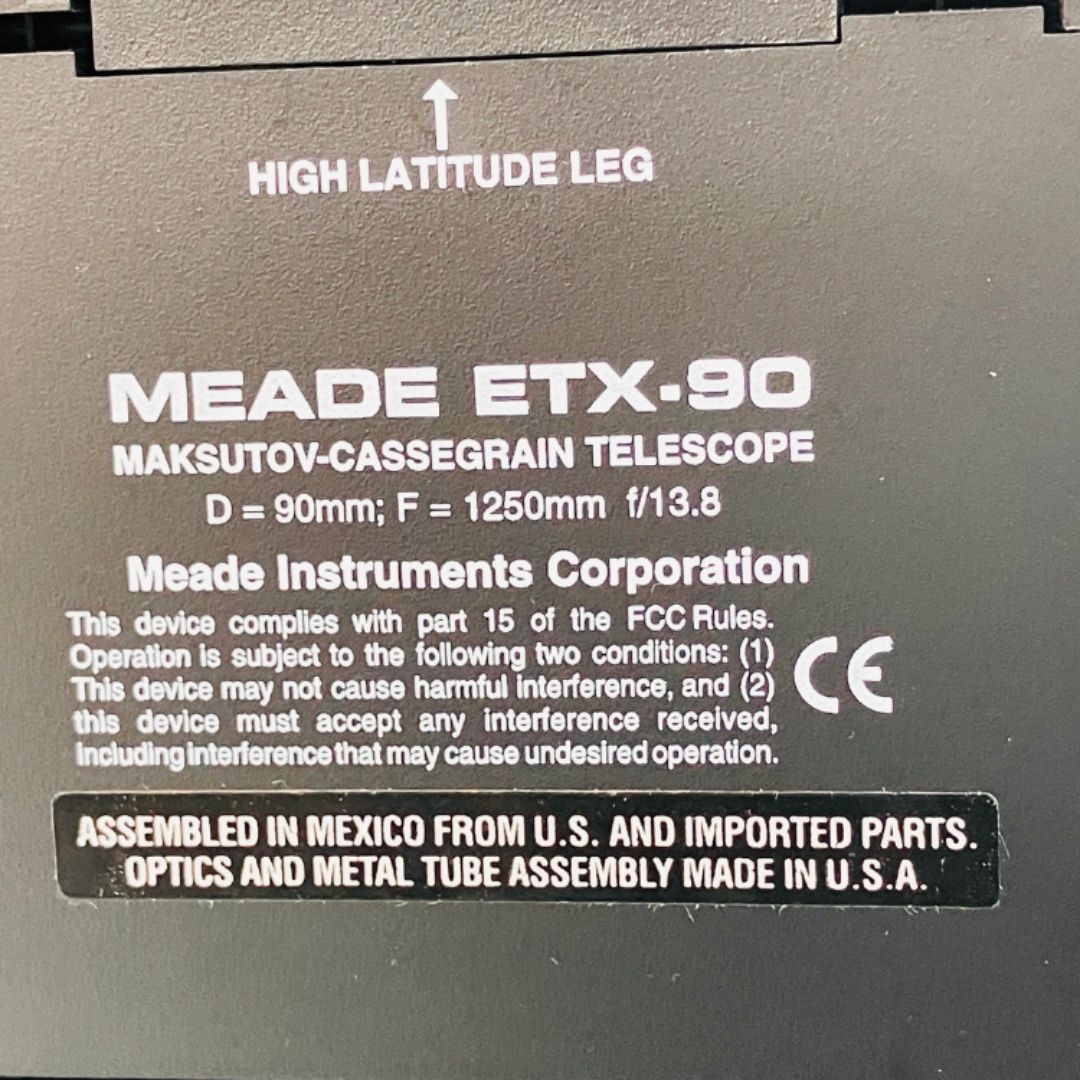 HIGH LATITUDE LEG
MEADE ETX-90
MAKSUTOV-CASSEGRAIN TELESCOPE
D = 90mm; F = 1250mm f/13.8
Meade Instruments Corporation
This device complies with part 15 of the FCC Rules.
Operation is subject to the following two conditions: (1)
This device may not cause harmful interference, and (2)
this device must accept any interference received,
including interference that may cause undesired operation.
CE
ASSEMBLED IN MEXICO FROM U.S. AND IMPORTED PARTS.
OPTICS AND METAL TUBE ASSEMBLY MADE IN U.S.A.